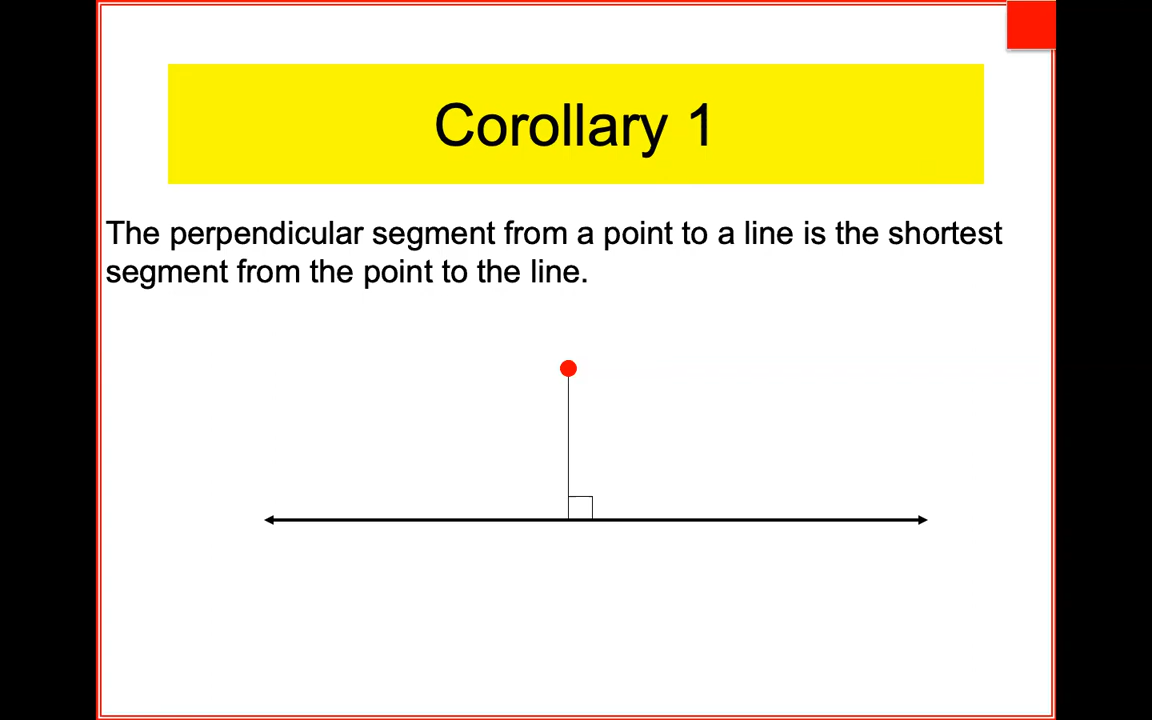 Corollary 1
The perpendicular segment from a point to a line is the shortest
segment from the point to the line.